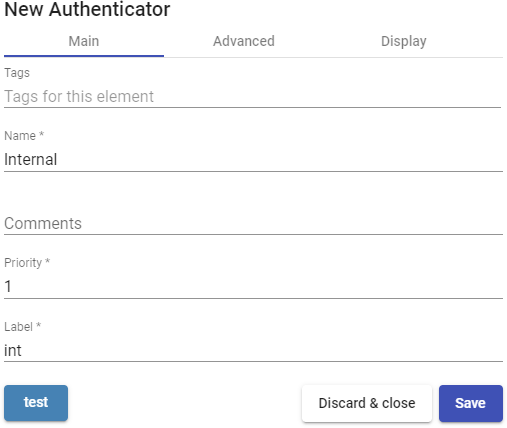 New Authenticator
Main Advanced Display
Tags
Tags for this element
Name *
Internal
Comments
Priority *
1
Label *
int
test Discard & close Save